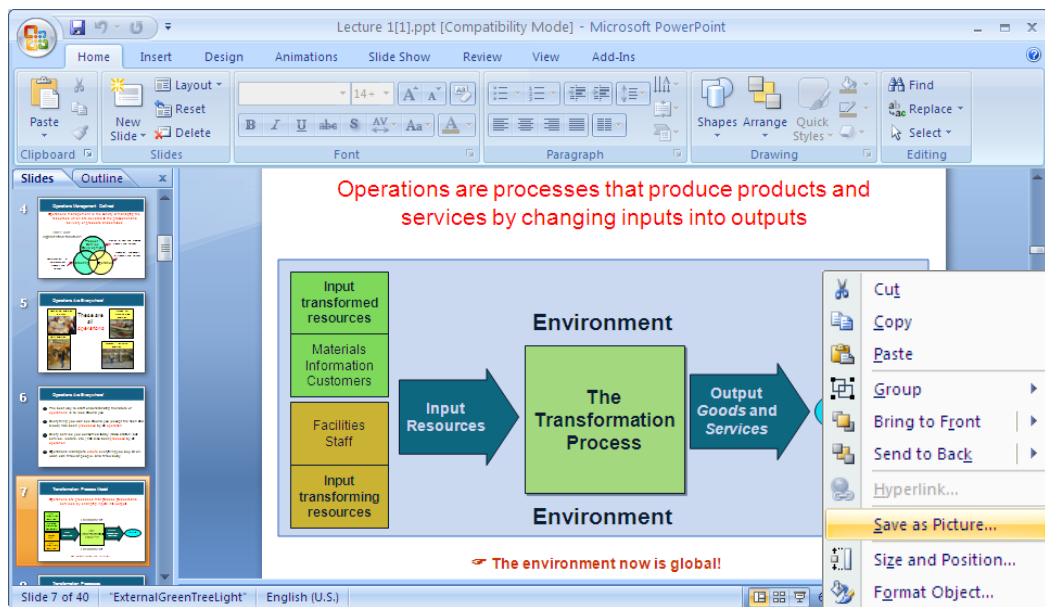 Lecture 1[1].ppt [Compatibility Mode] - Microsoft PowerPoint
Home Insert Design Animations Slide Show Review View Add-Ins
Paste
Clipboard
New
Slide
Layout
Reset
Delete
Slides
14+
B I U abc S AV Aa A
Font
Paragraph
Shapes Arrange Quick
Styles
Drawing
Find
Replace
Select
Editing
Slides Outline x
4
5
6
7
Operations are processes that produce products and
services by changing inputs into outputs
Input
transformed
resources
Materials
Information
Customers
Facilities
Staff
Input
transforming
resources
Input
Resources
Environment
The
Transformation
Process
Environment
Output
Goods and
Services
☞ The environment now is global!
Cut
Copy
Paste
Group
Bring to Front
Send to Back
Hyperlink...
Save as Picture...
Size and Position...
Format Object...
Slide 7 of 40 "ExternalGreenTreeLight" English (U.S.)